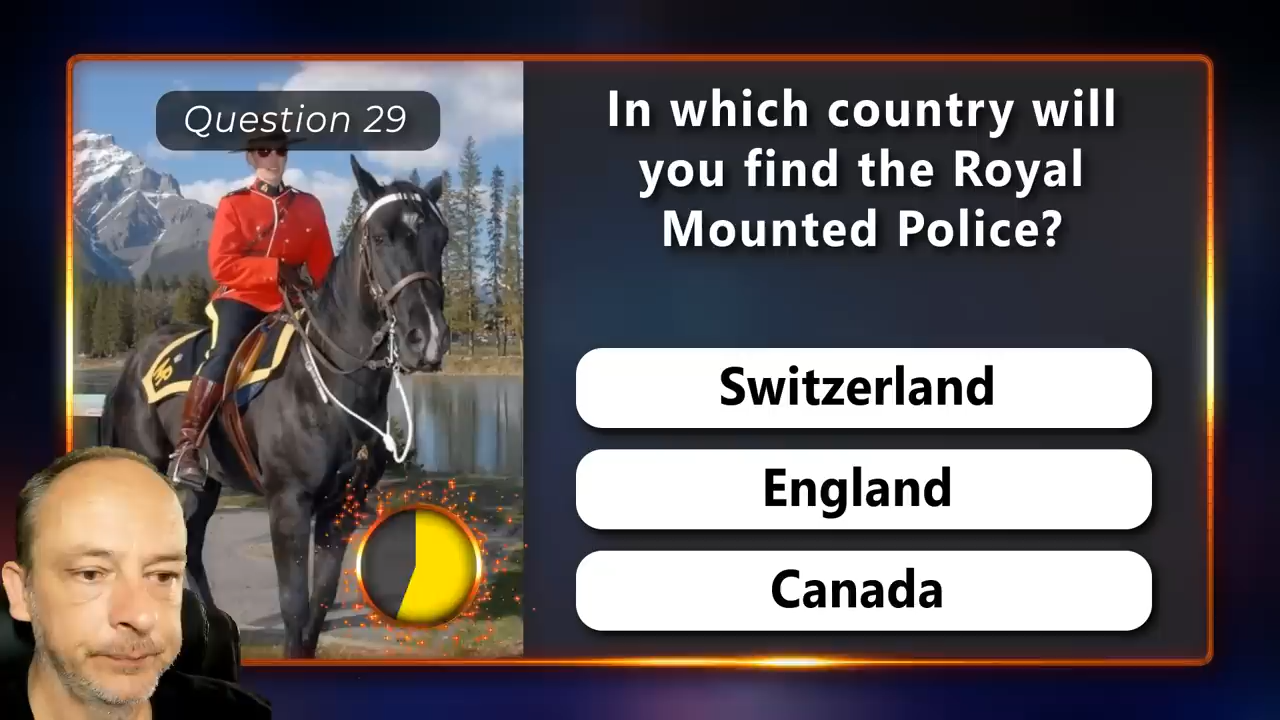 Question 29
In which country will
you find the Royal
Mounted Police?
Switzerland
England
Canada